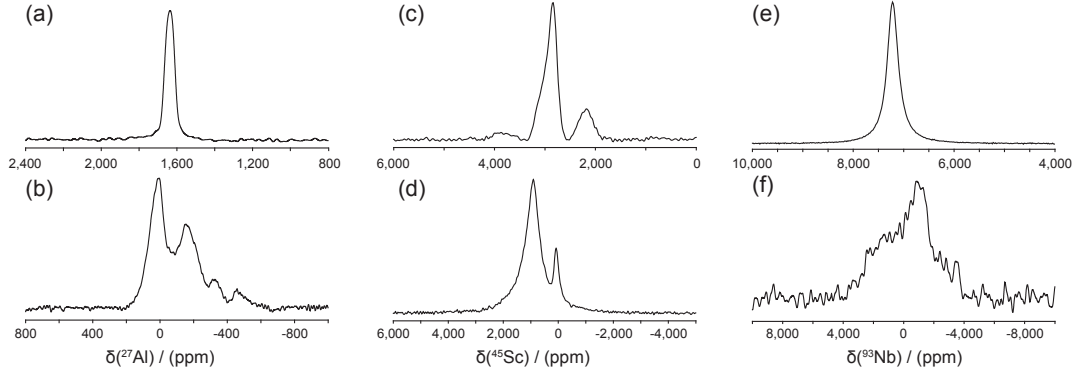 (a)
(c)
(e)
2,400 2,000 1,600 1,200 800
6,000 4,000 2,000 0
10,000 8,000 6,000 4,000
(b)
(d)
(f)
800 400 0 -400 -800
6,000 4,000 2,000 0 -2,000 -4,000
8,000 4,000 0 -4,000 -8,000
δ(²⁷Al) / (ppm)
δ(⁴⁵Sc) / (ppm)
δ(⁹³Nb) / (ppm)